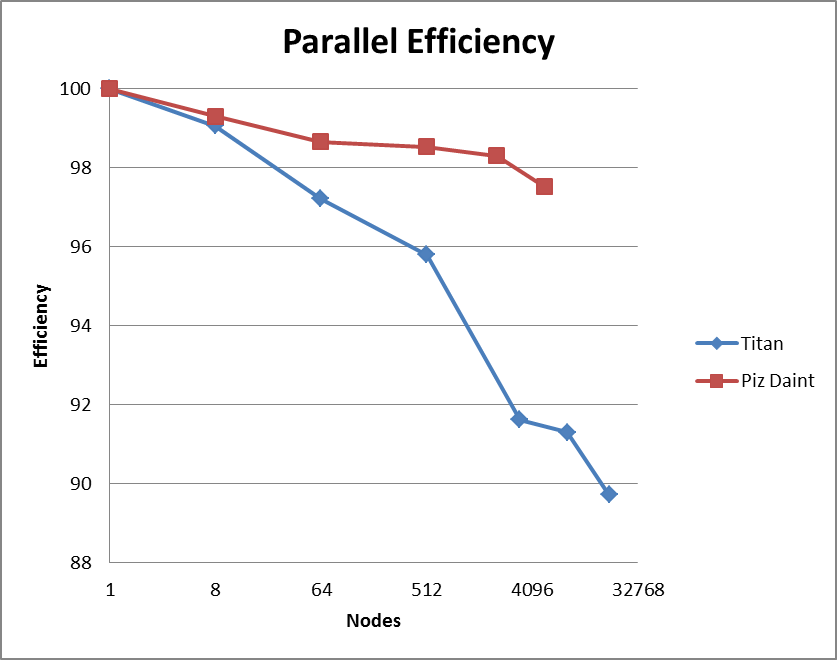 Parallel Efficiency
100
98
96
94
92
90
88
Efficiency
1 8 64 512 4096 32768
Nodes
Titan
Piz Daint